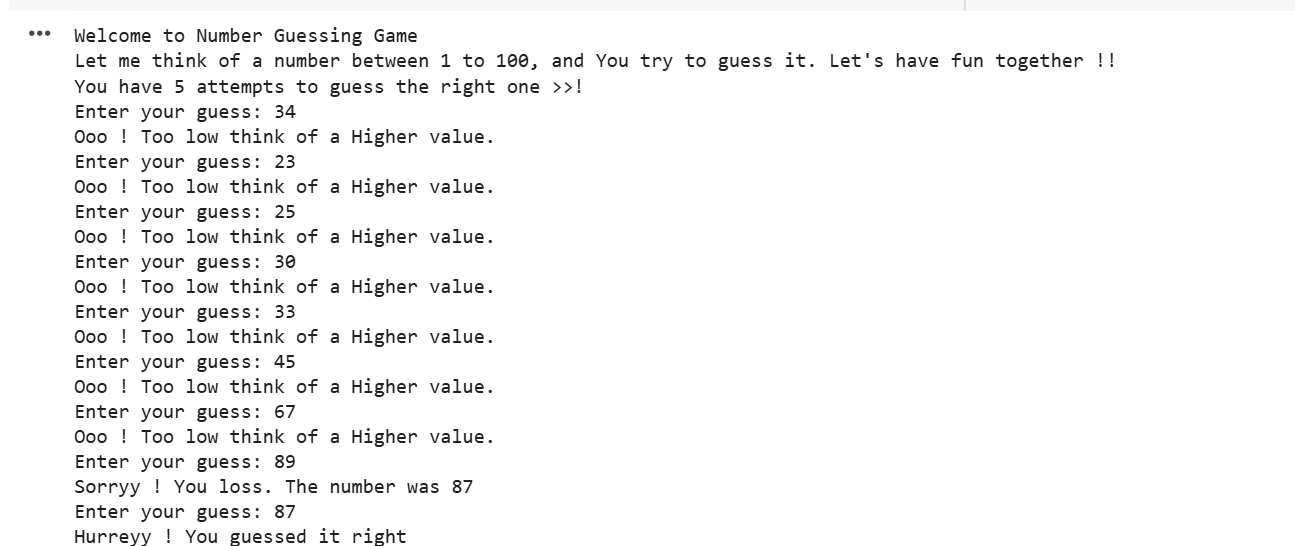 Welcome to Number Guessing Game
Let me think of a number between 1 to 100, and You try to guess it. Let's have fun together !!
You have 5 attempts to guess the right one >>!
Enter your guess: 34
Ooo ! Too low think of a Higher value.
Enter your guess: 23
Ooo ! Too low think of a Higher value.
Enter your guess: 25
Ooo ! Too low think of a Higher value.
Enter your guess: 30
Ooo ! Too low think of a Higher value.
Enter your guess: 33
Ooo ! Too low think of a Higher value.
Enter your guess: 45
Ooo ! Too low think of a Higher value.
Enter your guess: 67
Ooo ! Too low think of a Higher value.
Enter your guess: 89
Sorryy ! You loss. The number was 87
Enter your guess: 87
Hurreyy ! You guessed it right